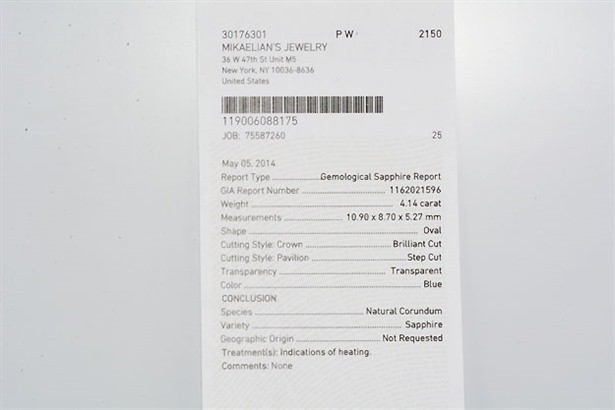 30176301 PW 2150
MIKAELIAN'S JEWELRY
36 W 47th St Unit M5
New York, NY 10036-8636
United States
119006088175
JOB: 75587260 25
May 05, 2014
Report Type ........ Gemological Sapphire Report
GIA Report Number ........ 1162021596
Weight ........ 4.14 carat
Measurements ........ 10.90 x 8.70 x 5.27 mm
Shape ........ Oval
Cutting Style: Crown ........ Brilliant Cut
Cutting Style: Pavilion ........ Step Cut
Transparency ........ Transparent
Color ........ Blue
CONCLUSION
Species ........ Natural Corundum
Variety ........ Sapphire
Geographic Origin ........ Not Requested
Treatment(s): Indications of heating.
Comments: None